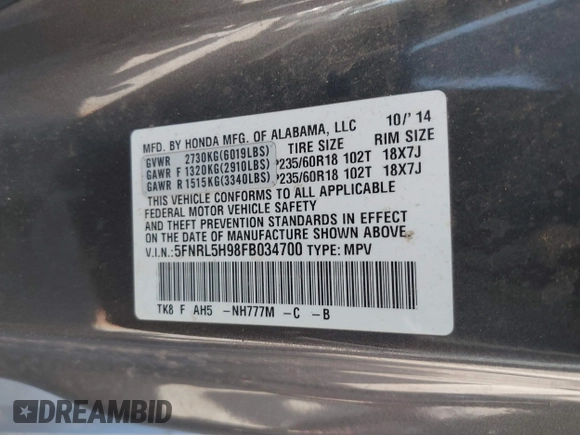 MFD. BY HONDA MFG. OF ALABAMA, LLC 10/'14
TIRE SIZE RIM SIZE
GVWR 2730KG(6019LBS)
GAWR F 1320KG(2910LBS) P235/60R18 102T 18X7J
GAWR R 1515KG(3340LBS) P235/60R18 102T 18X7J
THIS VEHICLE CONFORMS TO ALL APPLICABLE
FEDERAL MOTOR VEHICLE SAFETY
AND THEFT PREVENTION STANDARDS IN EFFECT
ON THE DATE OF MANUFACTURE SHOWN ABOVE.
V.I.N.:5FNRL5H98FB034700 TYPE: MPV
TK8 F AH5 -NH777M -C -B
DREAMBID